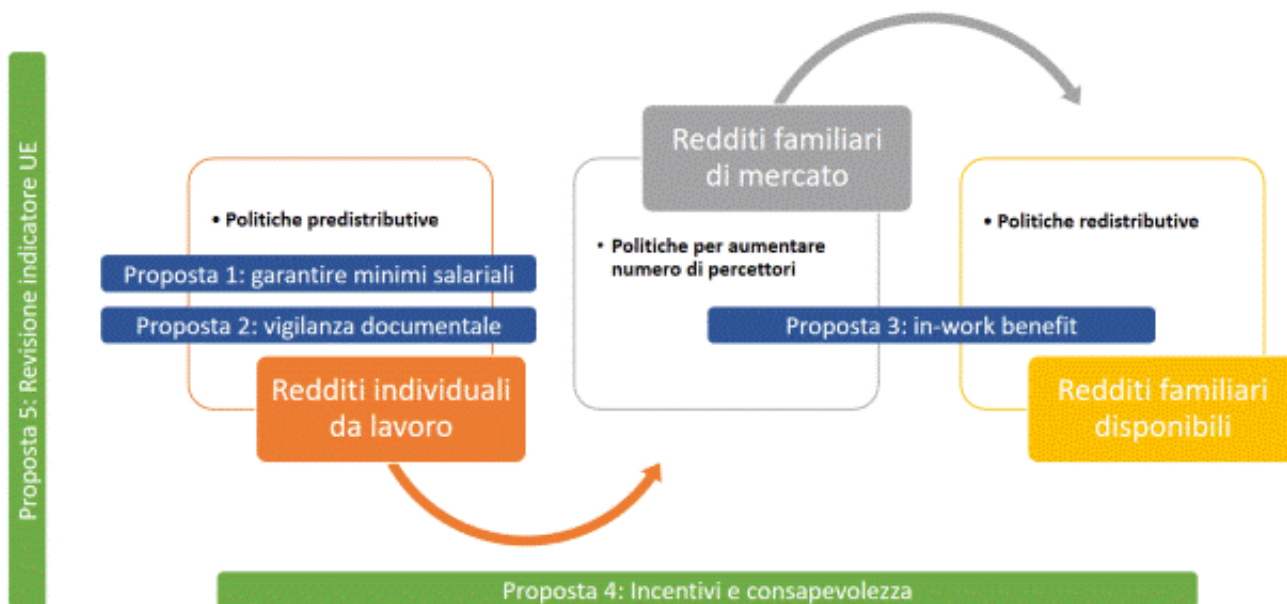 Proposta 5: Revisione indicatore UE
• Politiche predistributive
Proposta 1: garantire minimi salariali
Proposta 2: vigilanza documentale
Redditi individuali
da lavoro
Redditi familiari
di mercato
• Politiche per aumentare
numero di percettori
• Politiche redistributive
Proposta 3: in-work benefit
Redditi familiari
disponibili
Proposta 4: Incentivi e consapevolezza